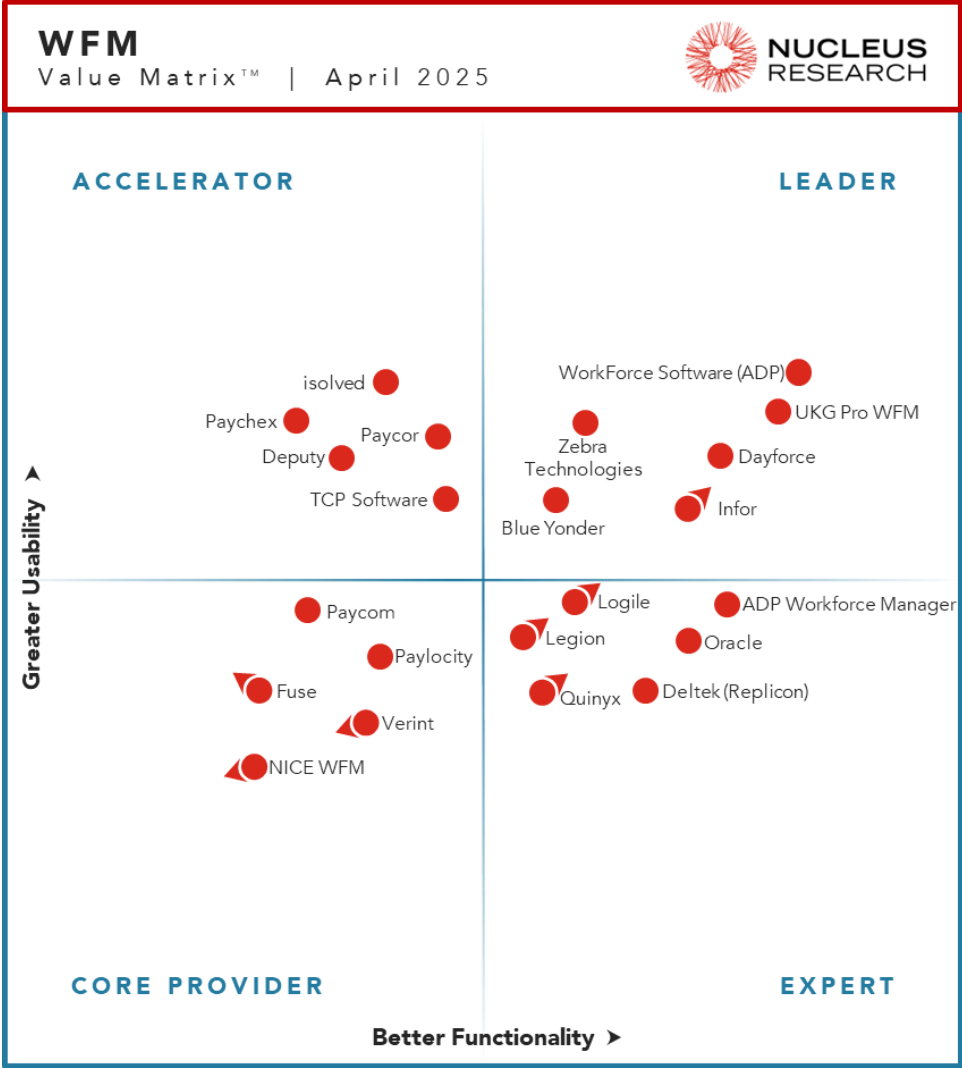 WFM
Value Matrix™ | April 2025
NUCLEUS
RESEARCH
ACCELERATOR
LEADER
isolved
Paychex
Paycor
Deputy
TCP Software
WorkForce Software (ADP)
UKG Pro WFM
Zebra
Technologies
Dayforce
Infor
Blue Yonder
Greater Usability
Paycom
Paylocity
Fuse
Verint
NICE WFM
Logile
ADP Workforce Manager
Legion
Oracle
Quinyx
Deltek (Replicon)
CORE PROVIDER
EXPERT
Better Functionality